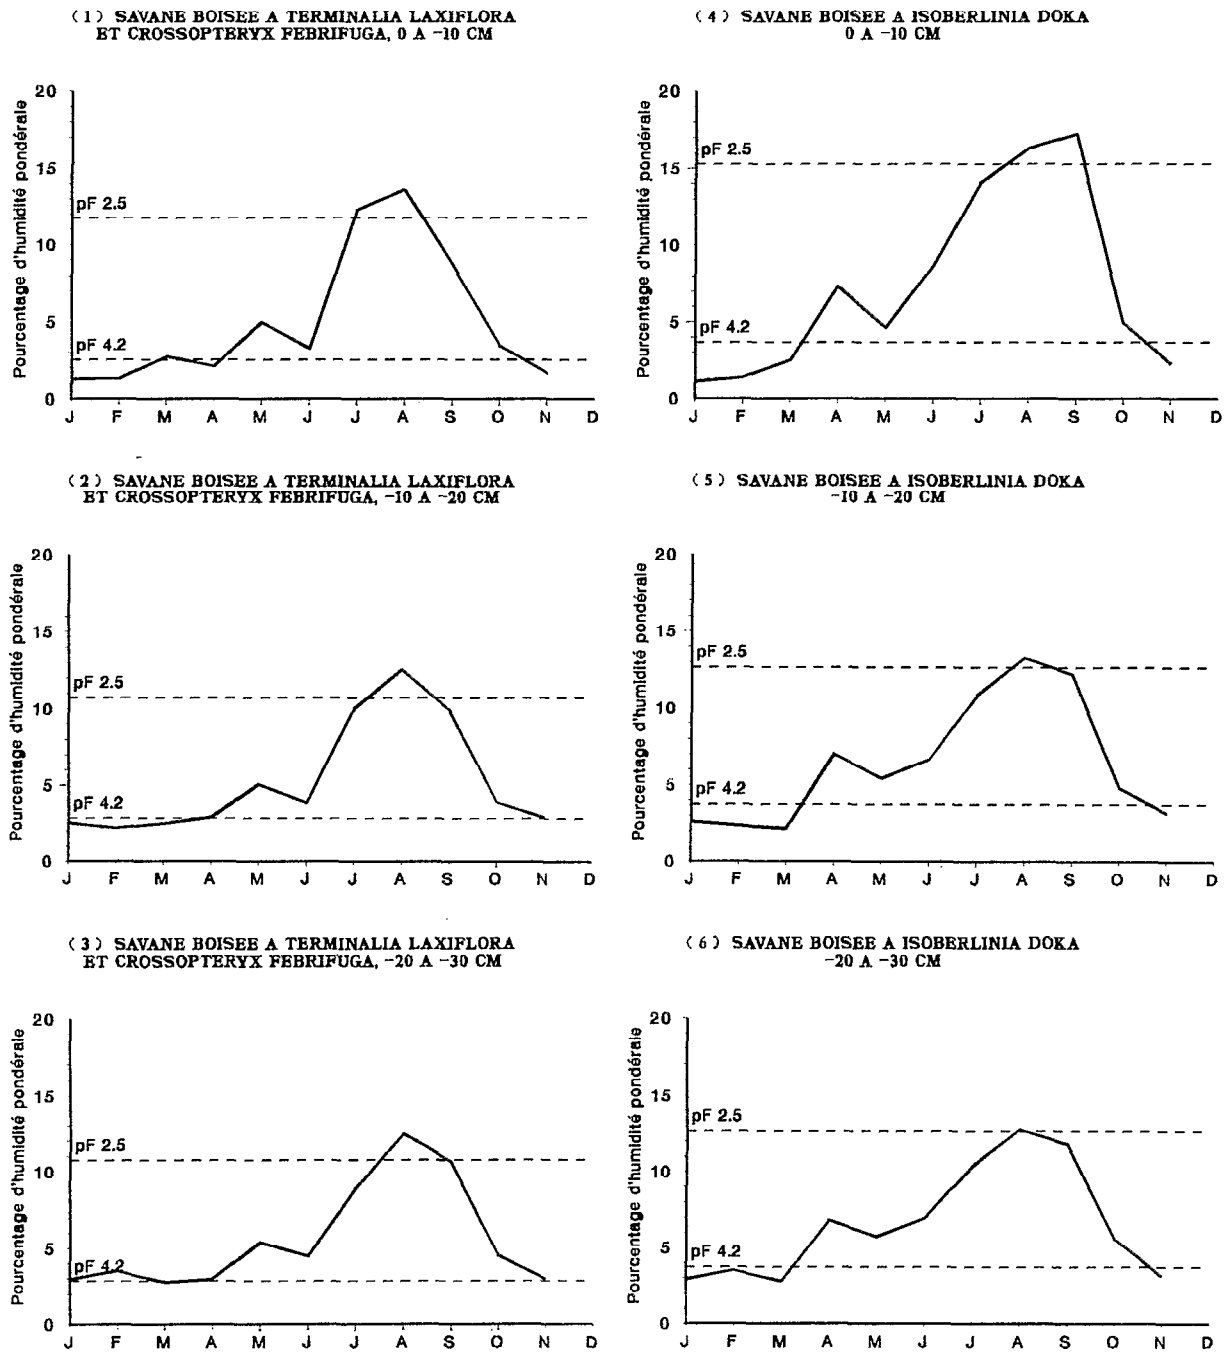 (1) SAVANE BOISEE A TERMINALIA LAXIFLORA
ET CROSSOPTERYX FEBRIFUGA, 0 A -10 CM
Pourcentage d'humidité pondérale
20
15
10
5
0
pF 2.5
pF 4.2
J F M A M J J A S O N D
(4) SAVANE BOISEE A ISOBERLINIA DOKA
0 A -10 CM
Pourcentage d'humidité pondérale
20
15
10
5
0
pF 2.5
pF 4.2
J F M A M J J A S O N D
(2) SAVANE BOISEE A TERMINALIA LAXIFLORA
ET CROSSOPTERYX FEBRIFUGA, -10 A -20 CM
Pourcentage d'humidité pondérale
20
15
10
5
0
pF 2.5
pF 4.2
J F M A M J J A S O N D
(5) SAVANE BOISEE A ISOBERLINIA DOKA
-10 A -20 CM
Pourcentage d'humidité pondérale
20
15
10
5
0
pF 2.5
pF 4.2
J F M A M J J A S O N D
(3) SAVANE BOISEE A TERMINALIA LAXIFLORA
ET CROSSOPTERYX FEBRIFUGA, -20 A -30 CM
Pourcentage d'humidité pondérale
20
15
10
5
0
pF 2.5
pF 4.2
J F M A M J J A S O N D
(6) SAVANE BOISEE A ISOBERLINIA DOKA
-20 A -30 CM
Pourcentage d'humidité pondérale
20
15
10
5
0
pF 2.5
pF 4.2
J F M A M J J A S O N D